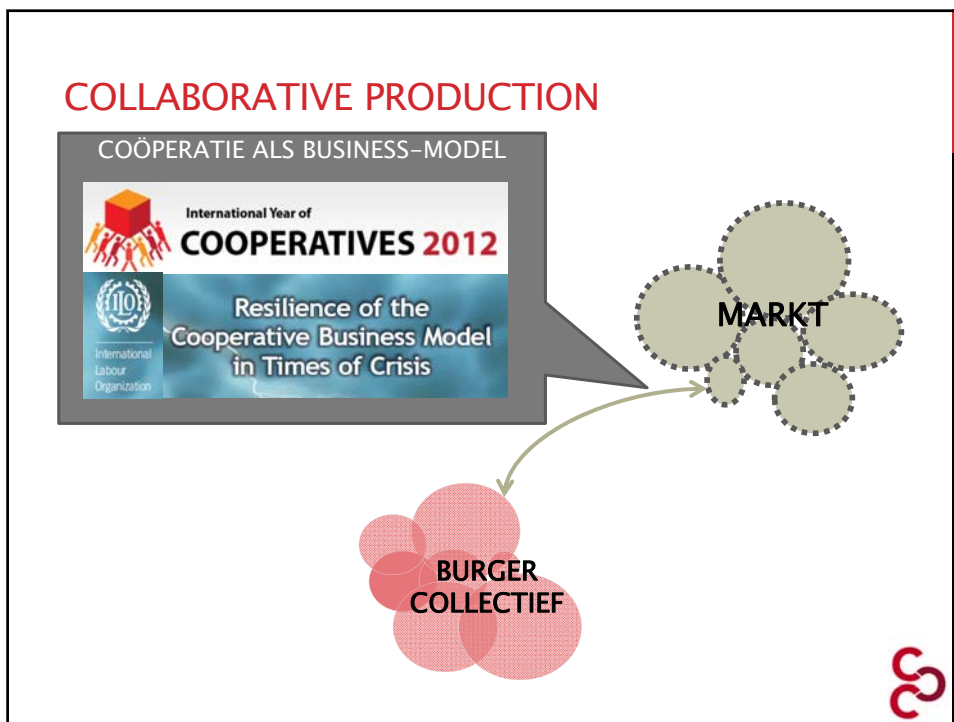 COLLABORATIVE PRODUCTION
COÖPERATIE ALS BUSINESS-MODEL
International Year of
COOPERATIVES 2012
ILO
International
Labour
Organization
Resilience of the
Cooperative Business Model
in Times of Crisis
MARKT
BURGER
COLLECTIEF